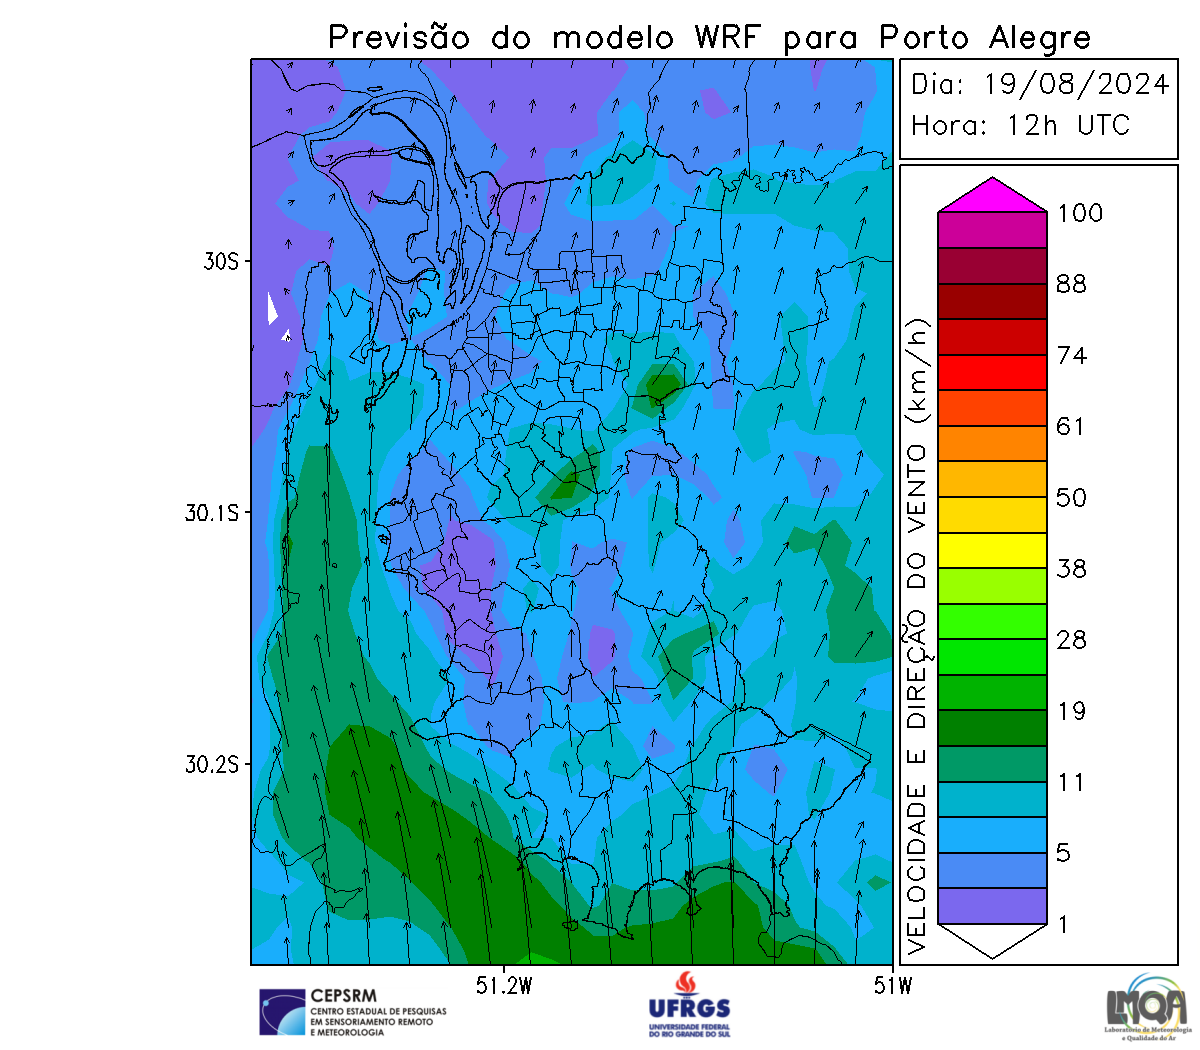 Previsão do modelo WRF para Porto Alegre
Dia: 19/08/2024
Hora: 12h UTC
30S
30.1S
30.2S
51.2W
51W
VELOCIDADE E DIREÇÃO DO VENTO (km/h)
100
88
74
61
50
38
28
19
11
5
1
CEPSRM
CENTRO ESTADUAL DE PESQUISAS
EM SENSORIAMENTO REMOTO
E METEOROLOGIA
UFRGS
UNIVERSIDADE FEDERAL
DO RIO GRANDE DO SUL
LMQA
Laboratório de Meteorologia
e Qualidade do Ar